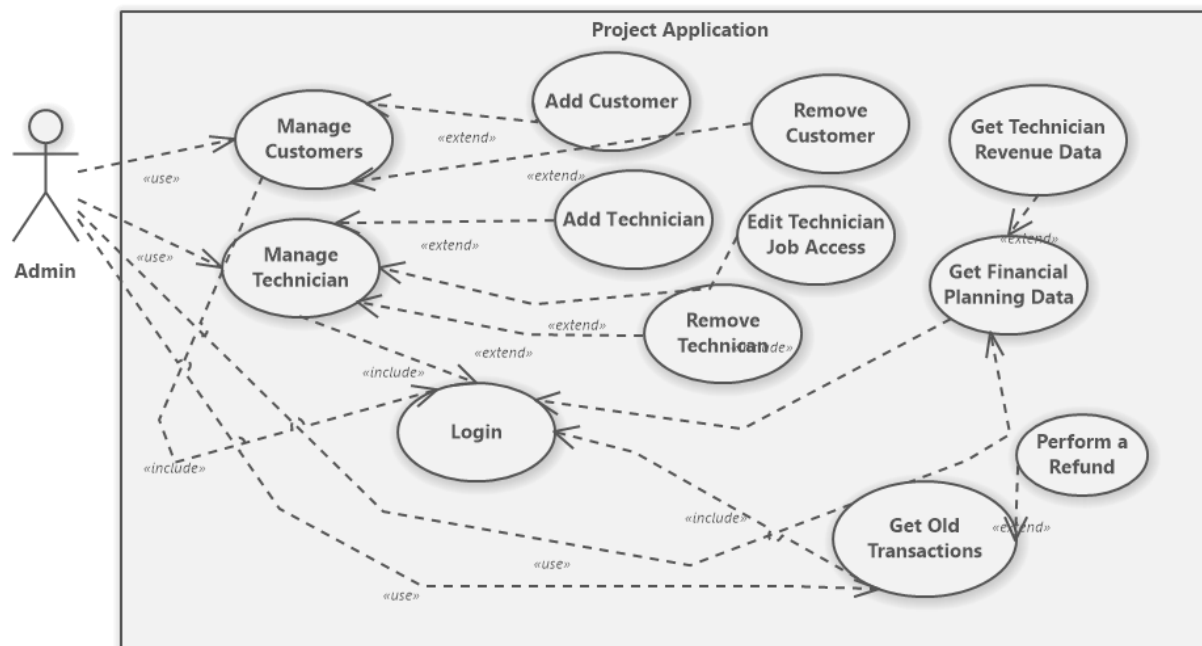 Project Application
Add Customer
Remove
Customer
Get Technician
Revenue Data
Manage
Customers
«extend»
«use»
«extend»
Add Technician
Edit Technician
Job Access
«extend»
«extend»
Manage
Technician
«use»
Admin
Get Financial
Planning Data
Remove
Technican
«include»
«extend»
«extend»
«include»
Login
Perform a
Refund
«include»
«include»
Get Old
Transactions
«extend»
«use»
«use»